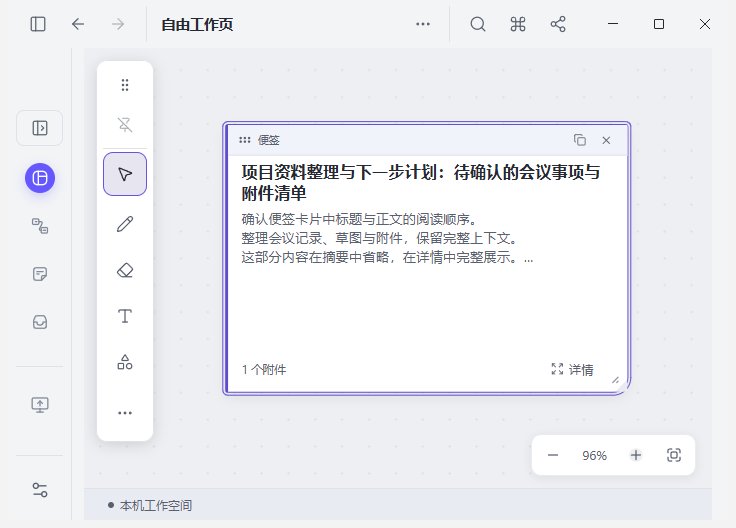 自由工作页
便签
项目资料整理与下一步计划：待确认的会议事项与
附件清单
确认便签卡片中标题与正文的阅读顺序。
整理会议记录、草图与附件，保留完整上下文。
这部分内容在摘要中省略，在详情中完整展示。...
1 个附件
详情
96%
本机工作空间